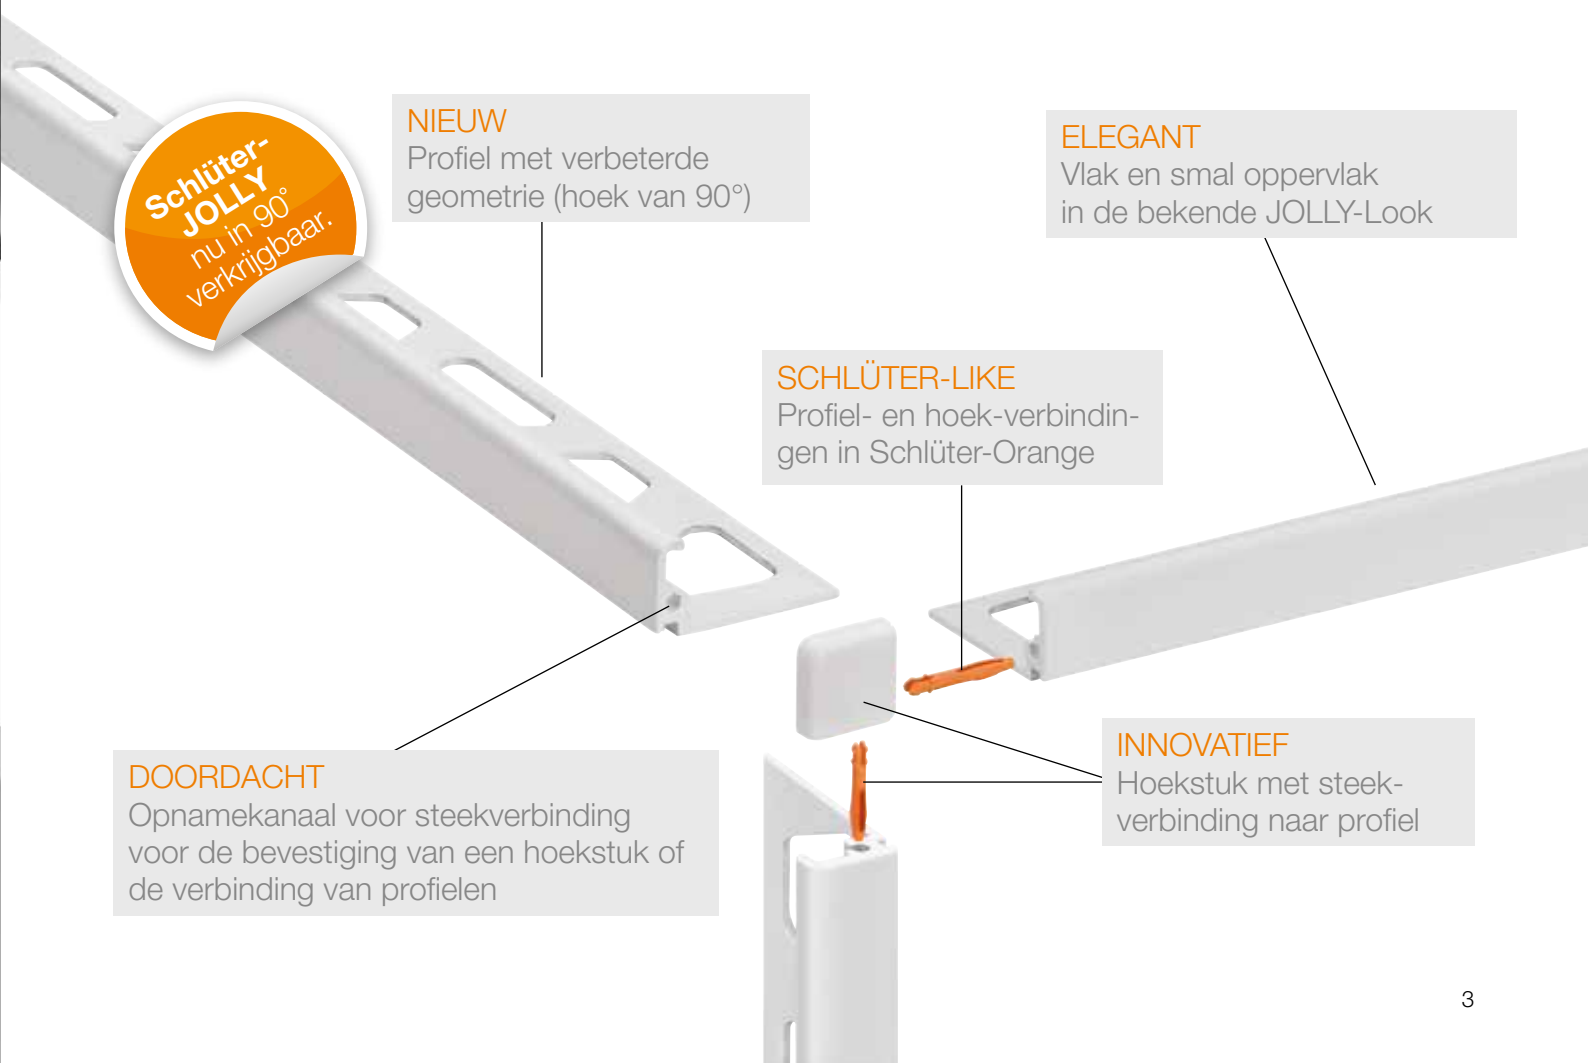 Schlüter-
JOLLY
nu in 90°
verkrijgbaar.
NIEUW
Profiel met verbeterde
geometrie (hoek van 90°)
ELEGANT
Vlak en smal oppervlak
in de bekende JOLLY-Look
SCHLÜTER-LIKE
Profiel- en hoek-verbindin-
gen in Schlüter-Orange
DOORDACHT
Opnamekanaal voor steekverbinding
voor de bevestiging van een hoekstuk of
de verbinding van profielen
INNOVATIEF
Hoekstuk met steek-
verbinding naar profiel
3